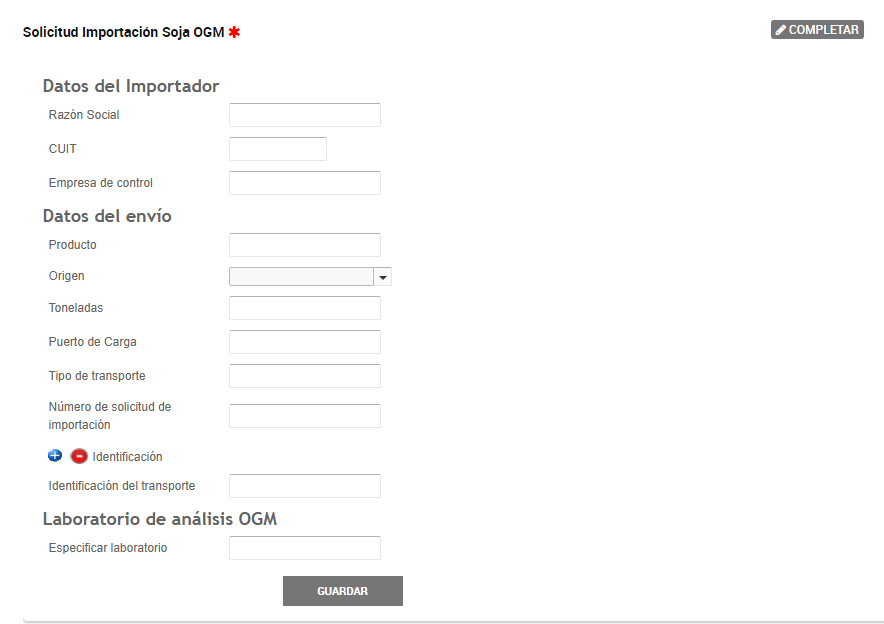 Solicitud Importación Soja OGM ✱
COMPLETAR
Datos del Importador
Razón Social
CUIT
Empresa de control
Datos del envío
Producto
Origen
Toneladas
Puerto de Carga
Tipo de transporte
Número de solicitud de
importación
Identificación
Identificación del transporte
Laboratorio de análisis OGM
Especificar laboratorio
GUARDAR